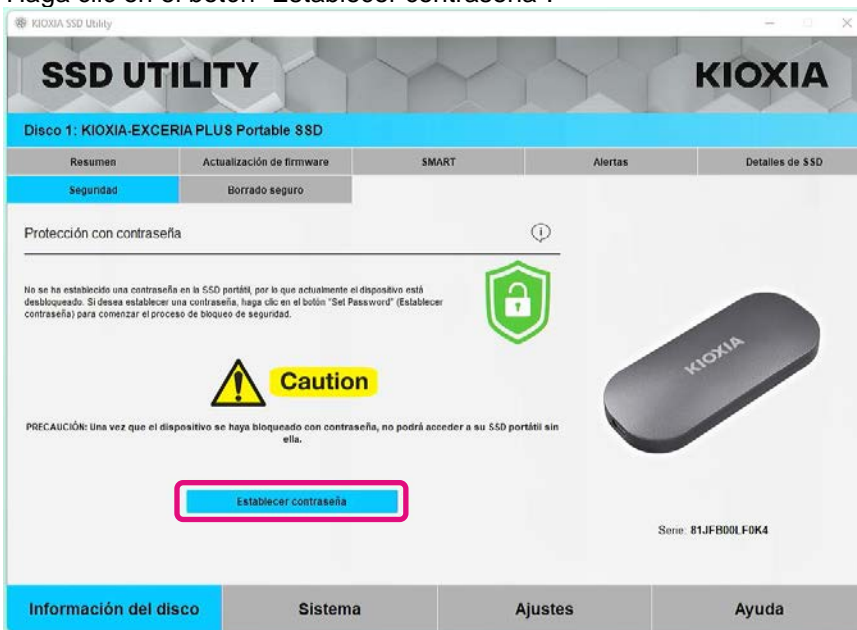 Haga clic en el botón "Establecer contraseña".
KIOXIA SSD Utility
SSD UTILITY
KIOXIA
Disco 1: KIOXIA-EXCERIA PLUS Portable SSD
Resumen
Actualización de firmware
SMART
Alertas
Detalles de SSD
Seguridad
Borrado seguro
Protección con contraseña
No se ha establecido una contraseña en la SSD portátil, por lo que actualmente el dispositivo está
desbloqueado. Si desea establecer una contraseña, haga clic en el botón "Set Password" (Establecer
contraseña) para comenzar el proceso de bloqueo de seguridad.
KIOXIA
Caution
PRECAUCIÓN: Una vez que el dispositivo se haya bloqueado con contraseña, no podrá acceder a su SSD portátil sin
ella.
Establecer contraseña
Serie: 81JFB00LF0K4
Información del disco
Sistema
Ajustes
Ayuda